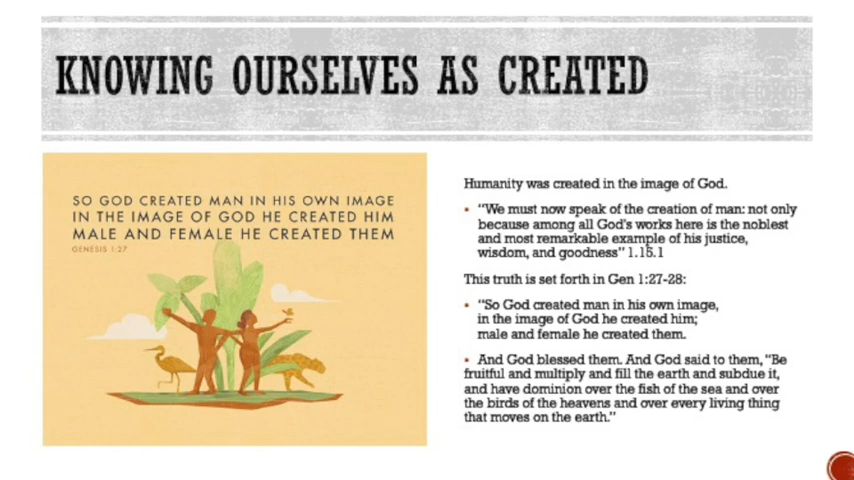 KNOWING OURSELVES AS CREATED
SO GOD CREATED MAN IN HIS OWN IMAGE
IN THE IMAGE OF GOD HE CREATED HIM
MALE AND FEMALE HE CREATED THEM
GENESIS 1:27
Humanity was created in the image of God.
▪ “We must now speak of the creation of man: not only
because among all God's works here is the noblest
and most remarkable example of his justice,
wisdom, and goodness” 1.15.1
This truth is set forth in Gen 1:27-28:
▪ “So God created man in his own image,
in the image of God he created him;
male and female he created them.
▪ And God blessed them. And God said to them, “Be
fruitful and multiply and fill the earth and subdue it,
and have dominion over the fish of the sea and over
the birds of the heavens and over every living thing
that moves on the earth.”